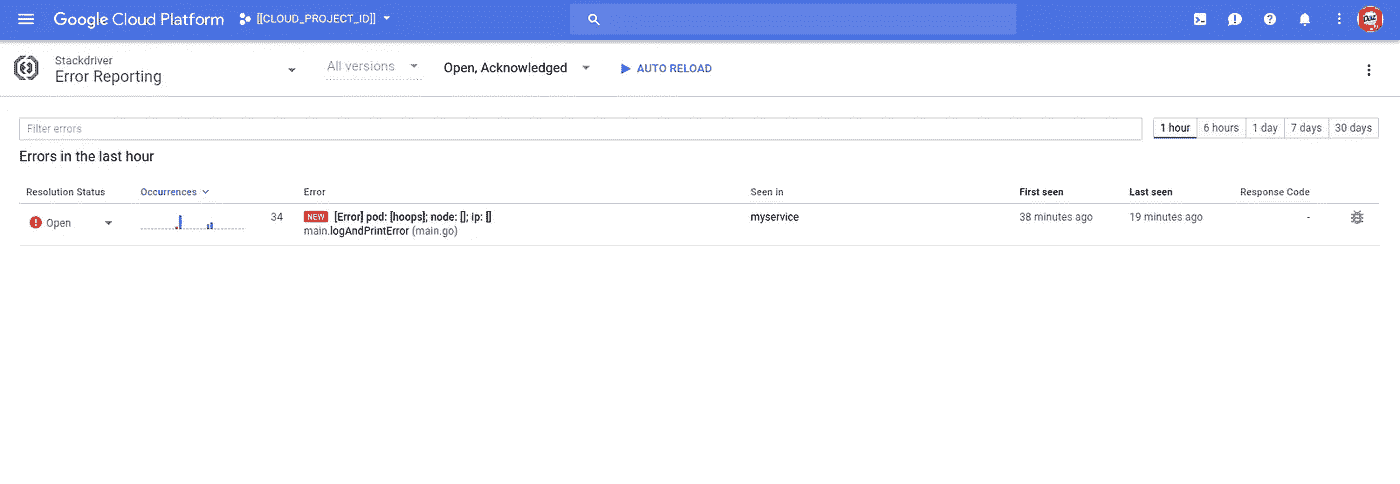 Google Cloud Platform [[CLOUD_PROJECT_ID]]
Stackdriver
Error Reporting
All versions Open, Acknowledged AUTO RELOAD
Filter errors 1 hour 6 hours 1 day 7 days 30 days
Errors in the last hour
Resolution Status Occurrences Error Seen in First seen Last seen Response Code
Open 34 NEW [Error] pod: [hoops]; node: []; ip: [] myservice 38 minutes ago 19 minutes ago -
main.logAndPrintError (main.go)